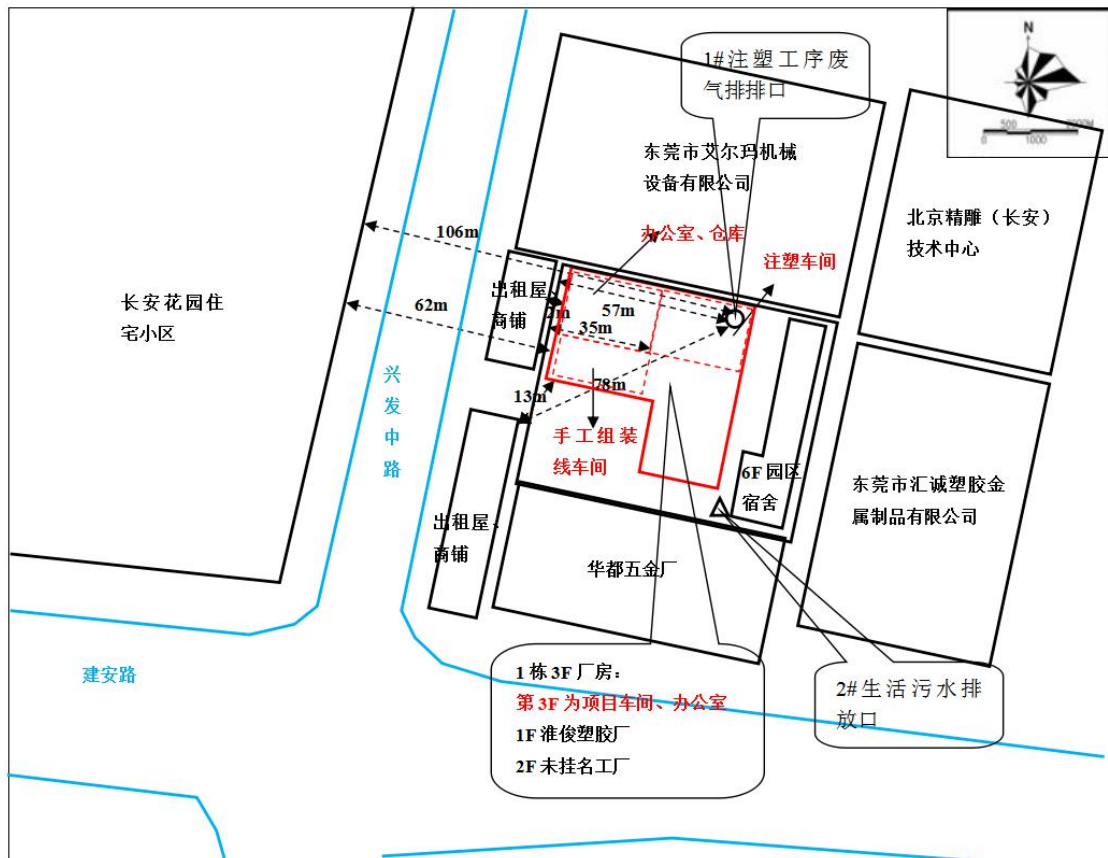 1#注塑工序废
气排排口
N
500
2000M
0
1000
东莞市艾尔玛机械
设备有限公司
北京精雕（长安）
技术中心
办公室、仓库
注塑车间
106m
长安花园住
宅小区
62m
出租屋、
商铺
2m
57m
35m
78m
13m
兴发中路
手工组装
线车间
6F园区
宿舍
东莞市汇诚塑胶金
属制品有限公司
出租屋、
商铺
华都五金厂
建安路
1栋3F厂房：
第3F为项目车间、办公室
1F淮俊塑胶厂
2F未挂名工厂
2#生活污水排
放口